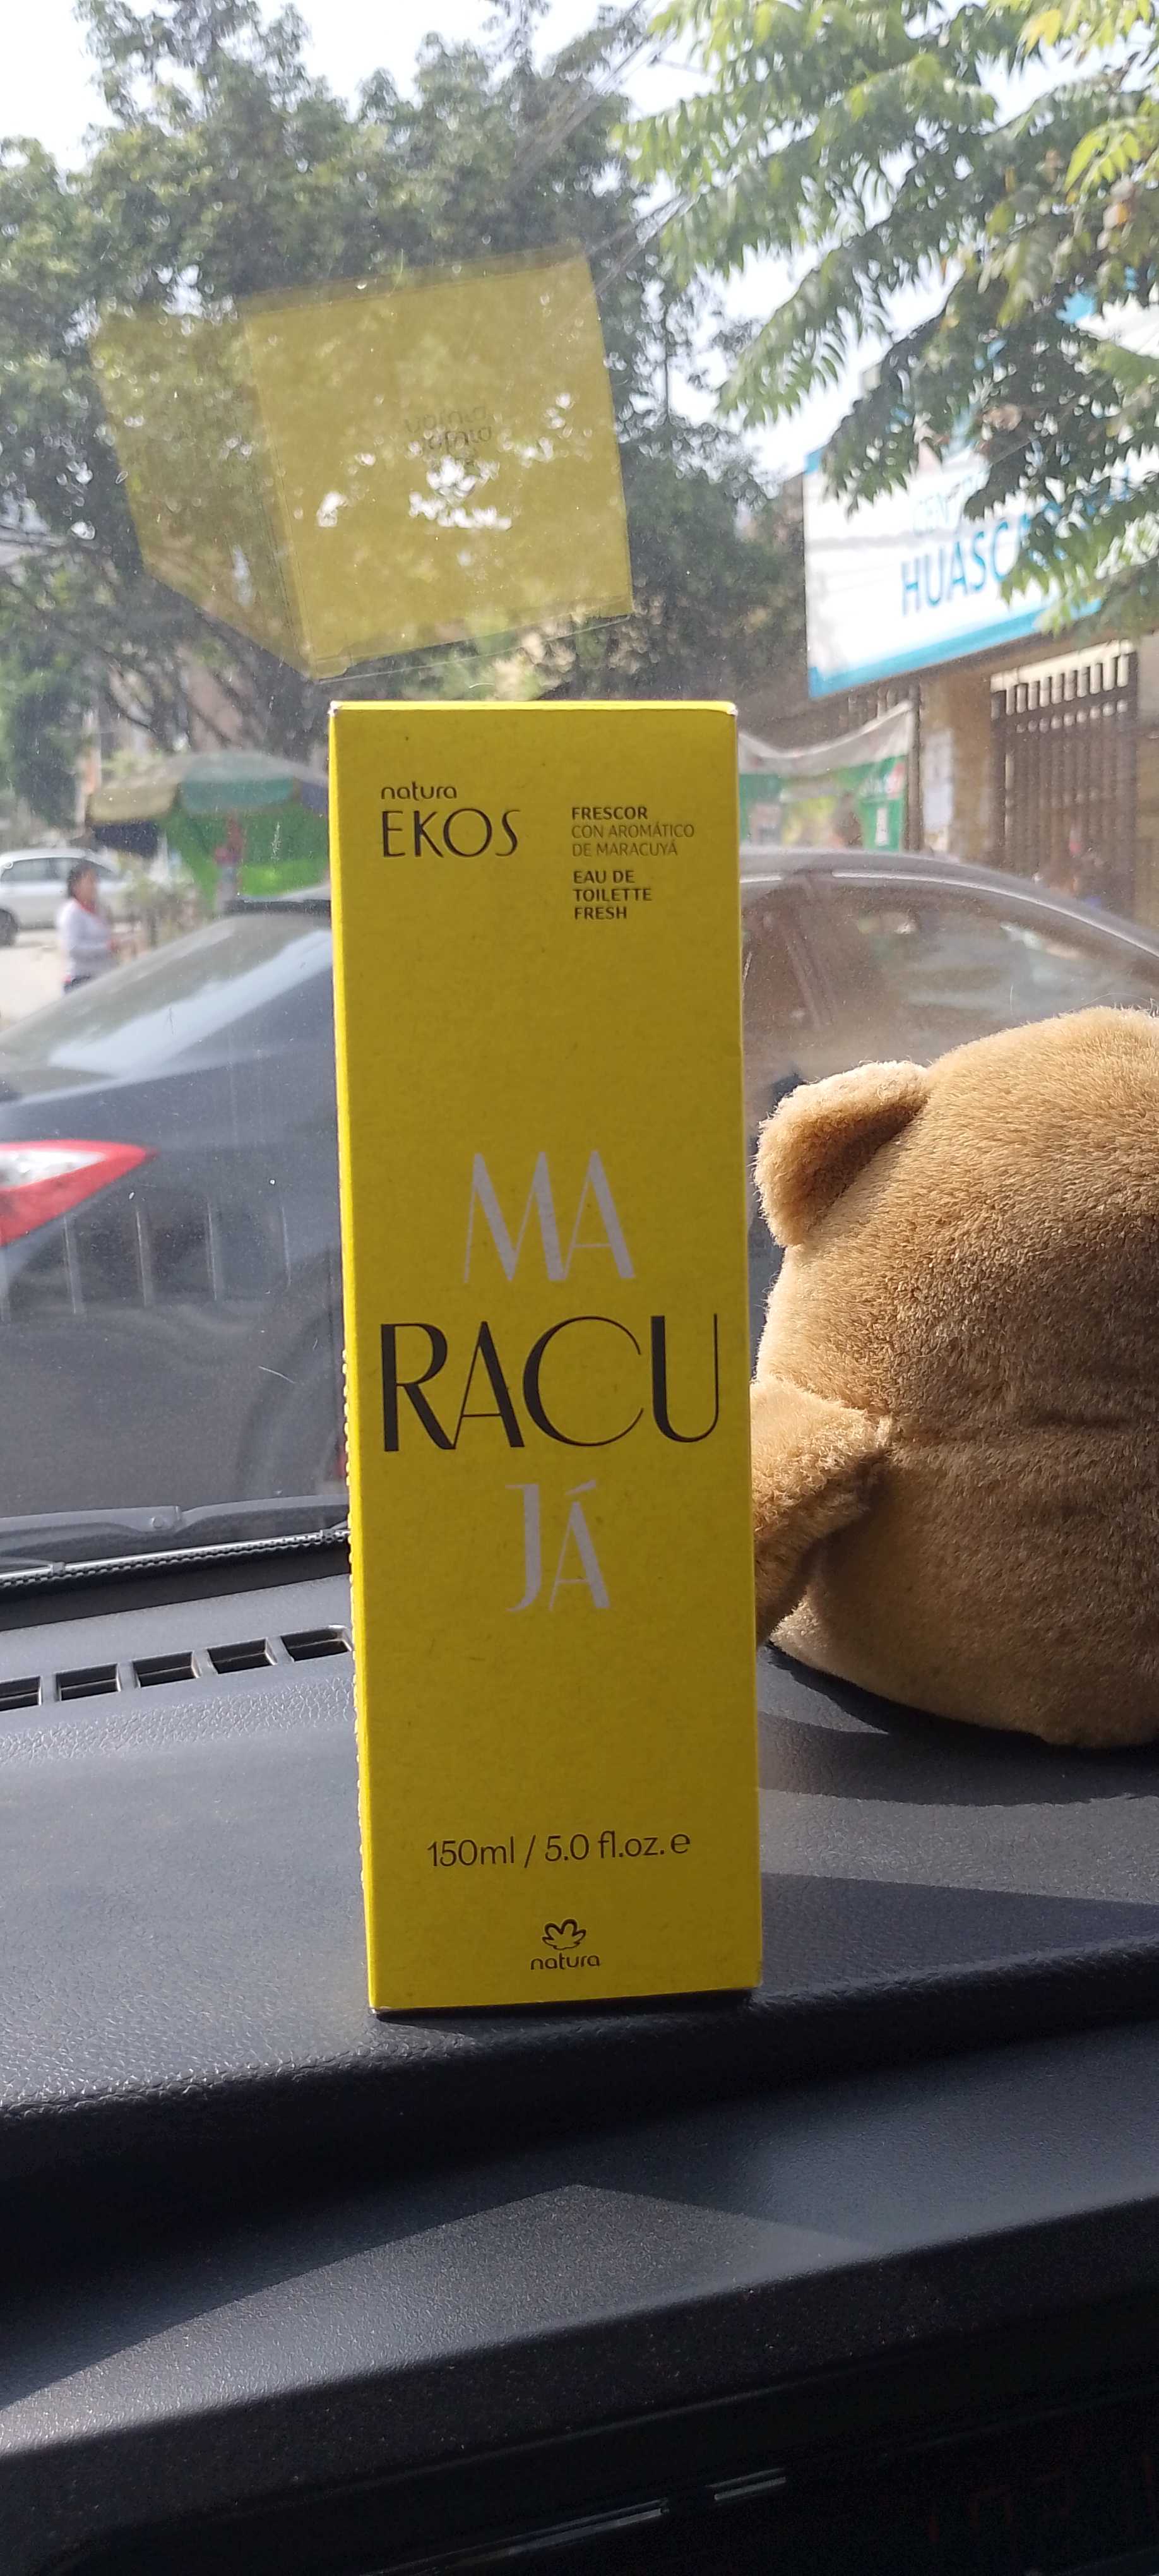 HUASC
natura
EKOS
FRESCOR
CON AROMÁTICO
DE MARACUYÁ
EAU DE
TOILETTE
FRESH
MA
RACU
JÁ
150ml / 5.0 fl.oz. e
natura